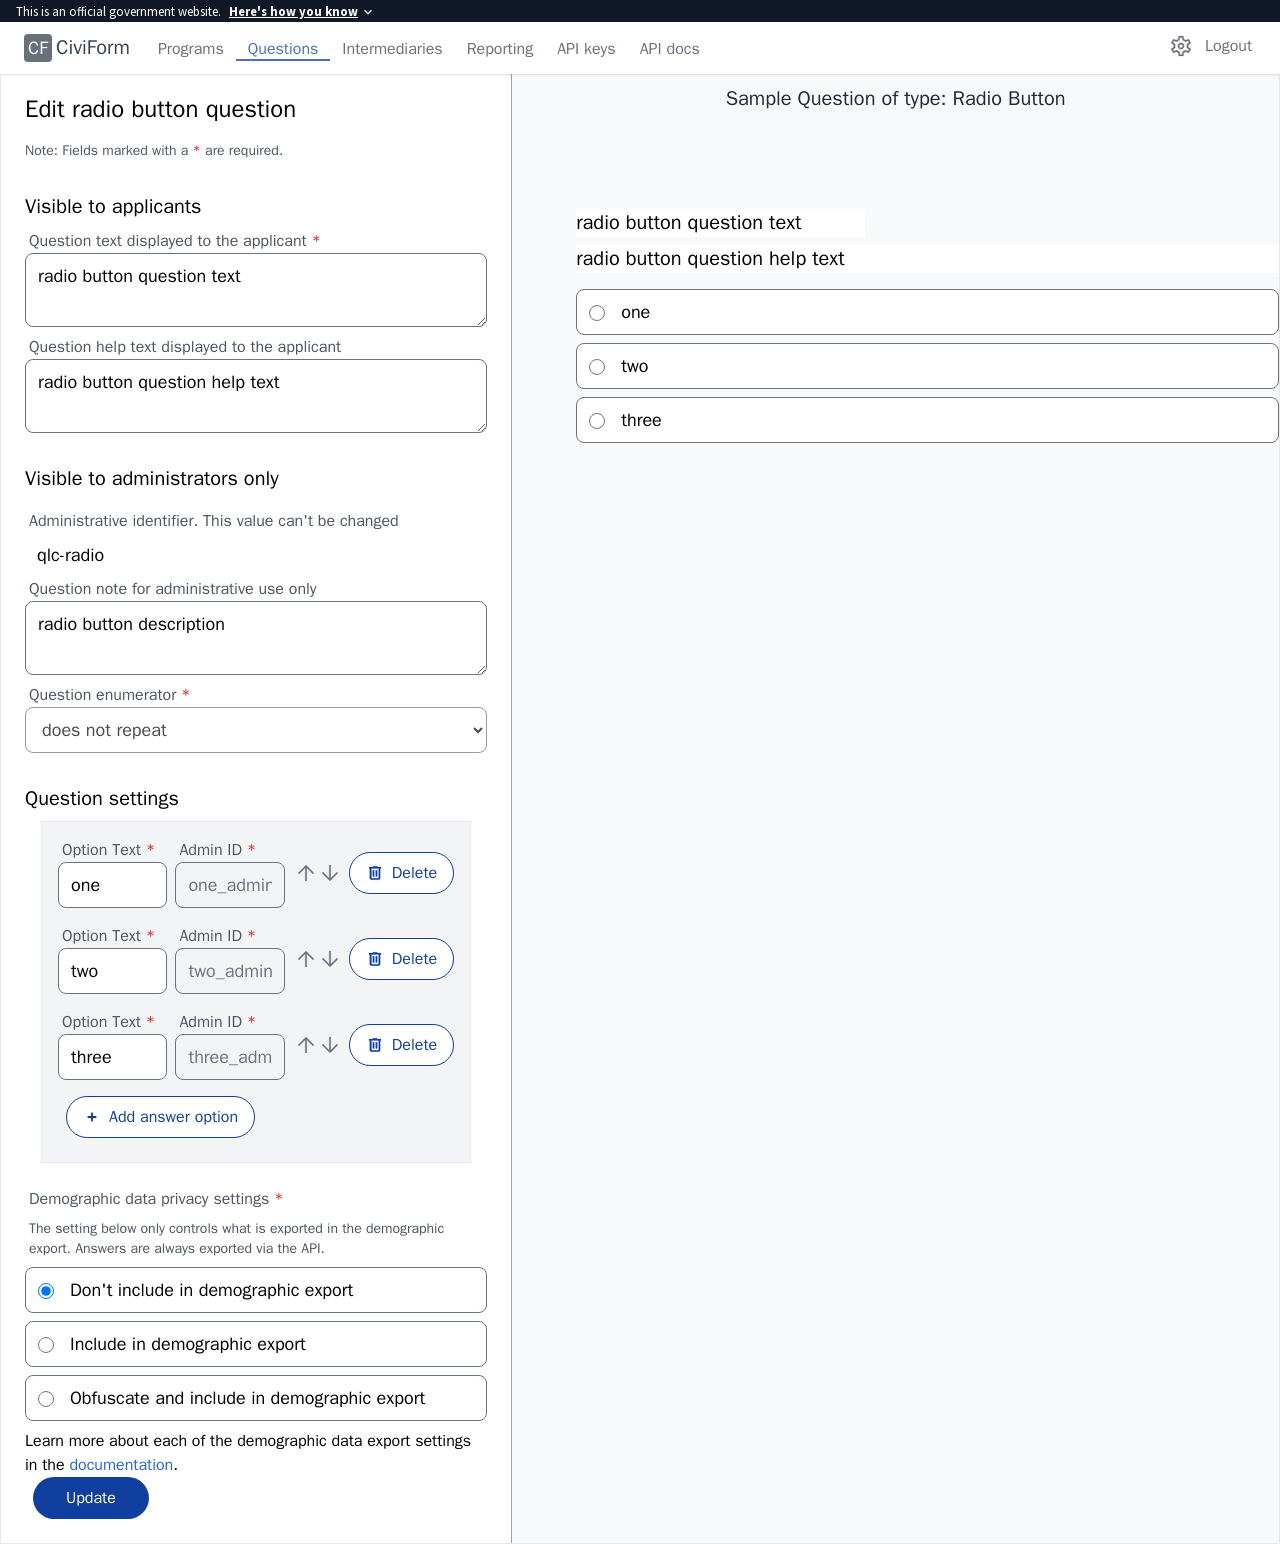 This is an official government website. Here's how you know
CF CiviForm Programs Questions Intermediaries Reporting API keys API docs Logout
Edit radio button question
Note: Fields marked with a * are required.
Visible to applicants
Question text displayed to the applicant *
radio button question text
Question help text displayed to the applicant
radio button question help text
Visible to administrators only
Administrative identifier. This value can't be changed
qlc-radio
Question note for administrative use only
radio button description
Question enumerator *
does not repeat
Question settings
Option Text * Admin ID *
one one_admin Delete
Option Text * Admin ID *
two two_admin Delete
Option Text * Admin ID *
three three_adm Delete
+ Add answer option
Demographic data privacy settings *
The setting below only controls what is exported in the demographic
export. Answers are always exported via the API.
Don't include in demographic export
Include in demographic export
Obfuscate and include in demographic export
Learn more about each of the demographic data export settings
in the documentation.
Update
Sample Question of type: Radio Button
radio button question text
radio button question help text
one
two
three